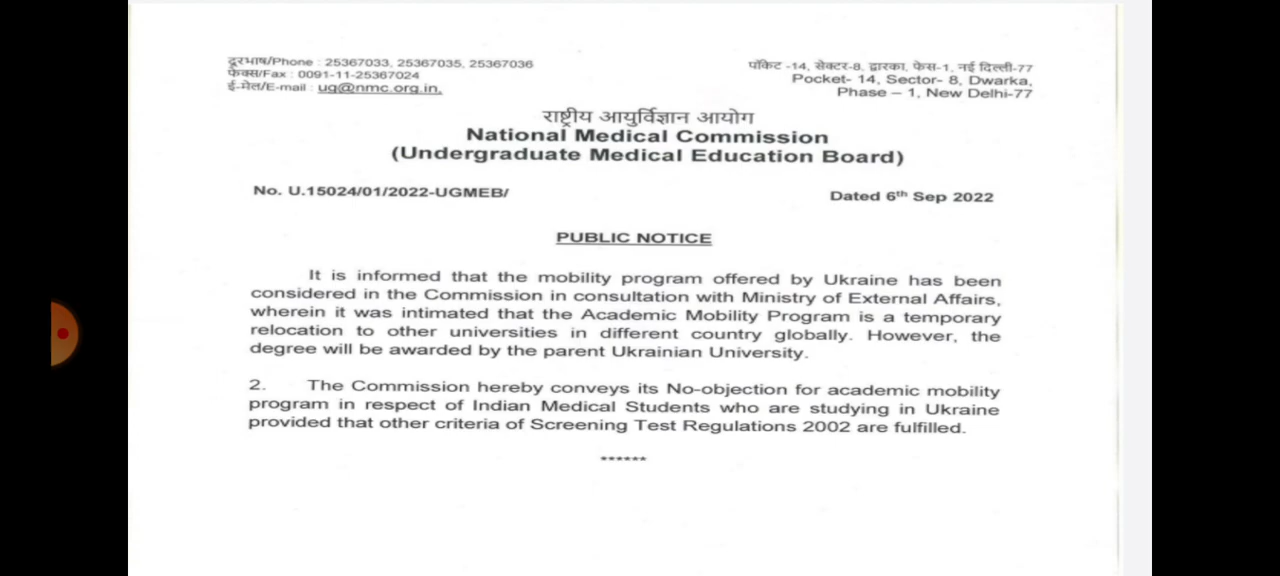 दूरभाष/Phone : 25367033, 25367035, 25367036
फेक्स/Fax : 0091-11-25367024
ई-मेल/E-mail : ug@nmc.org.in,
पॉकेट -14, सेक्टर-8, द्वारका, फेस-1, नई दिल्ली-77
Pocket- 14, Sector- 8, Dwarka,
Phase – 1, New Delhi-77
राष्ट्रीय आयुर्विज्ञान आयोग
National Medical Commission
(Undergraduate Medical Education Board)
No. U.15024/01/2022-UGMEB/
Dated 6th Sep 2022
PUBLIC NOTICE
It is informed that the mobility program offered by Ukraine has been
considered in the Commission in consultation with Ministry of External Affairs,
wherein it was intimated that the Academic Mobility Program is a temporary
relocation to other universities in different country globally. However, the
degree will be awarded by the parent Ukrainian University.
2. The Commission hereby conveys its No-objection for academic mobility
program in respect of Indian Medical Students who are studying in Ukraine
provided that other criteria of Screening Test Regulations 2002 are fulfilled.
******